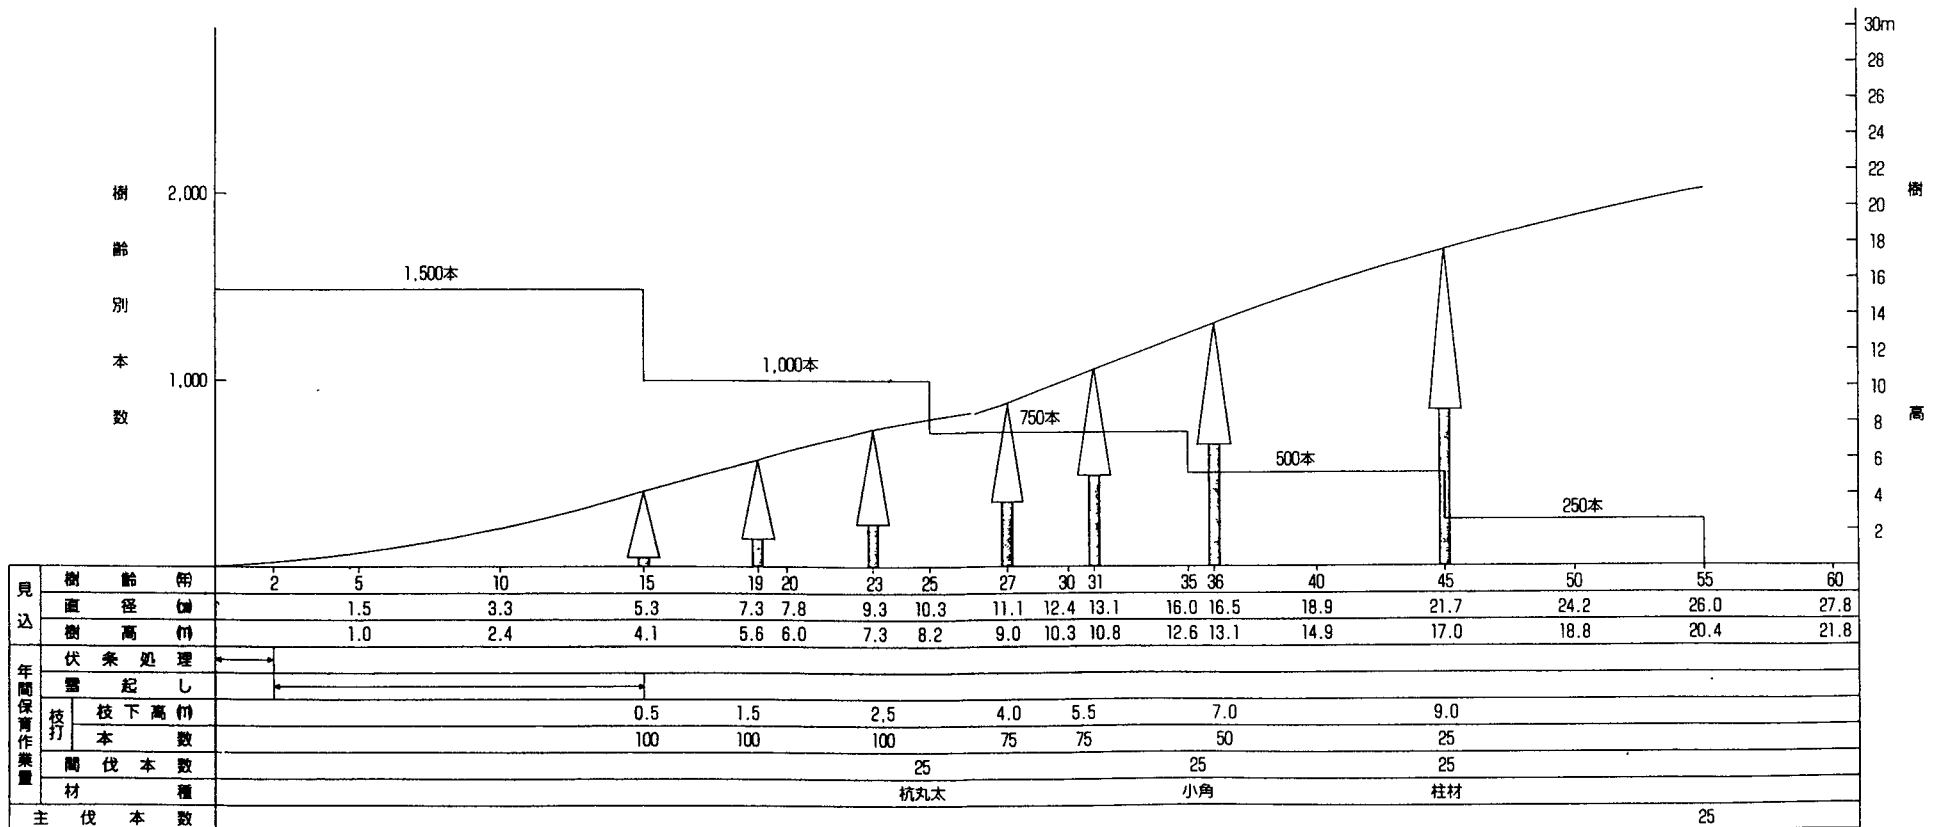 樹齢別本数
2,000
1,000
1,500本
1,000本
750本
500本
250本
30m
28
26
24
22
20
18
16
14
12
10
8
6
4
2
樹高
見込
樹齢(年) 2 5 10 15 19 20 23 25 27 30 31 35 36 40 45 50 55 60
直径(㎝) 1.5 3.3 5.3 7.3 7.8 9.3 10.3 11.1 12.4 13.1 16.0 16.5 18.9 21.7 24.2 26.0 27.8
樹高(m) 1.0 2.4 4.1 5.6 6.0 7.3 8.2 9.0 10.3 10.8 12.6 13.1 14.9 17.0 18.8 20.4 21.8
年間保育作業量
伏条処理
雪起し
枝打
枝下高(m) 0.5 1.5 2.5 4.0 5.5 7.0 9.0
本数 100 100 100 75 75 50 25
間伐本数 25 25 25
材種 杭丸太 小角 柱材
主伐本数 25